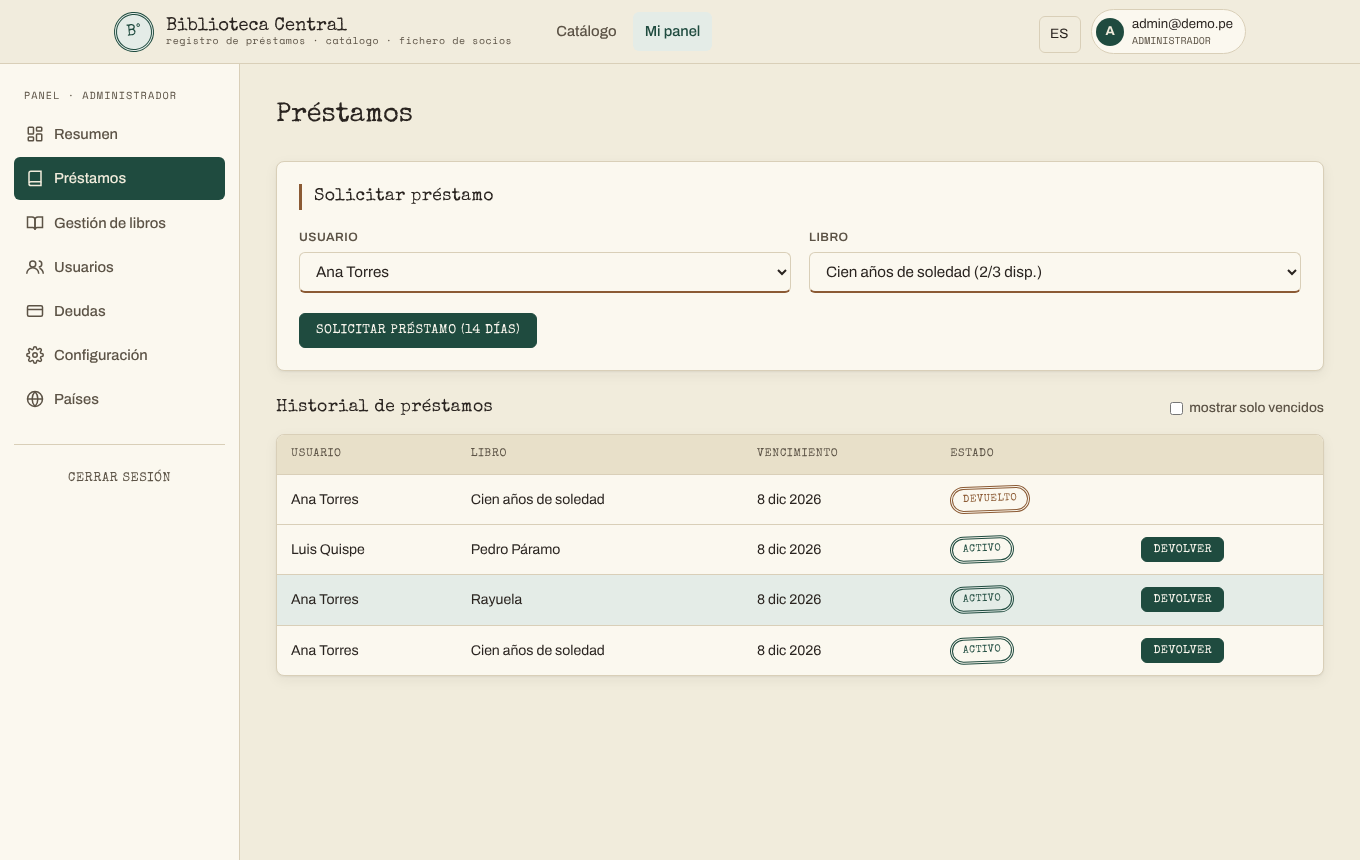 B°
Biblioteca Central
registro de préstamos · catálogo · fichero de socios
Catálogo
Mi panel
ES
A
admin@demo.pe
ADMINISTRADOR
PANEL · ADMINISTRADOR
Resumen
Préstamos
Gestión de libros
Usuarios
Deudas
Configuración
Países
CERRAR SESIÓN
Préstamos
Solicitar préstamo
USUARIO LIBRO
Ana Torres Cien años de soledad (2/3 disp.)
SOLICITAR PRÉSTAMO (14 DÍAS)
Historial de préstamos mostrar solo vencidos
USUARIO LIBRO VENCIMIENTO ESTADO
Ana Torres Cien años de soledad 8 dic 2026 DEVUELTO
Luis Quispe Pedro Páramo 8 dic 2026 ACTIVO DEVOLVER
Ana Torres Rayuela 8 dic 2026 ACTIVO DEVOLVER
Ana Torres Cien años de soledad 8 dic 2026 ACTIVO DEVOLVER